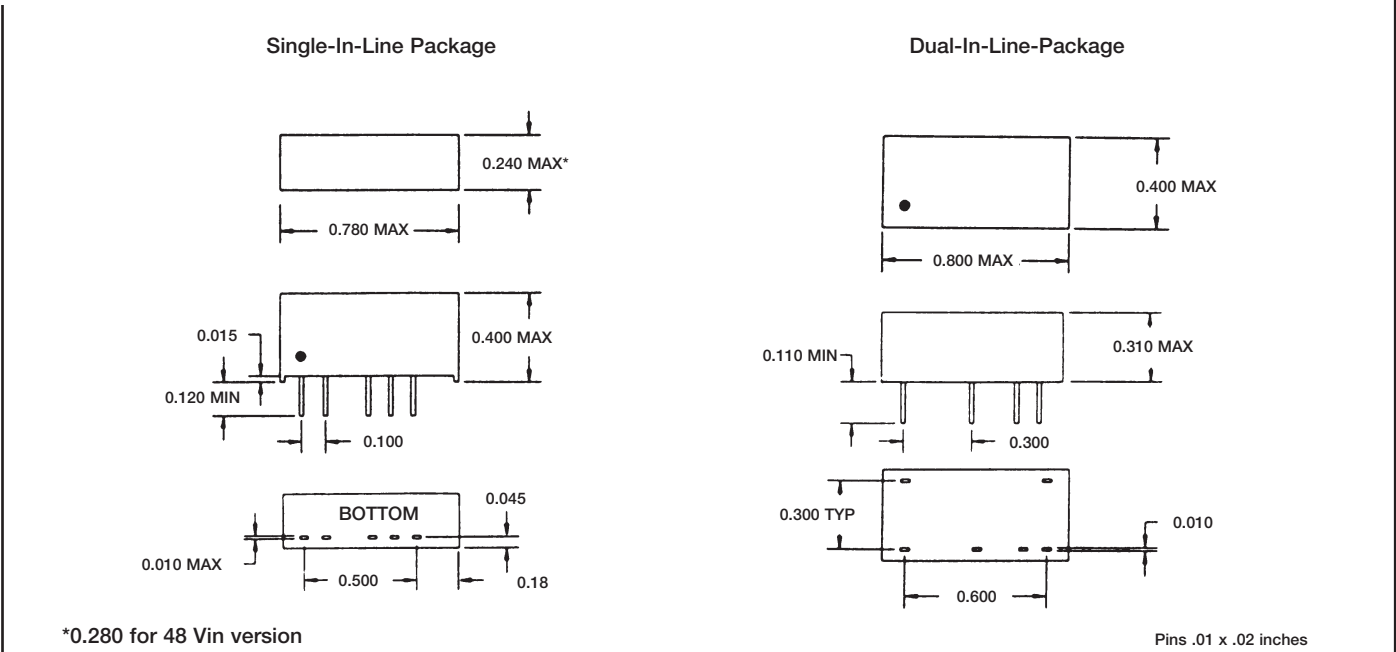 Single-In-Line Package
0.240 MAX*
0.780 MAX
0.015
0.400 MAX
0.120 MIN
0.100
BOTTOM
0.045
0.010 MAX
0.500
0.18
*0.280 for 48 Vin version
Dual-In-Line-Package
0.400 MAX
0.800 MAX
0.110 MIN
0.310 MAX
0.300
0.300 TYP
0.010
0.600
Pins .01 x .02 inches